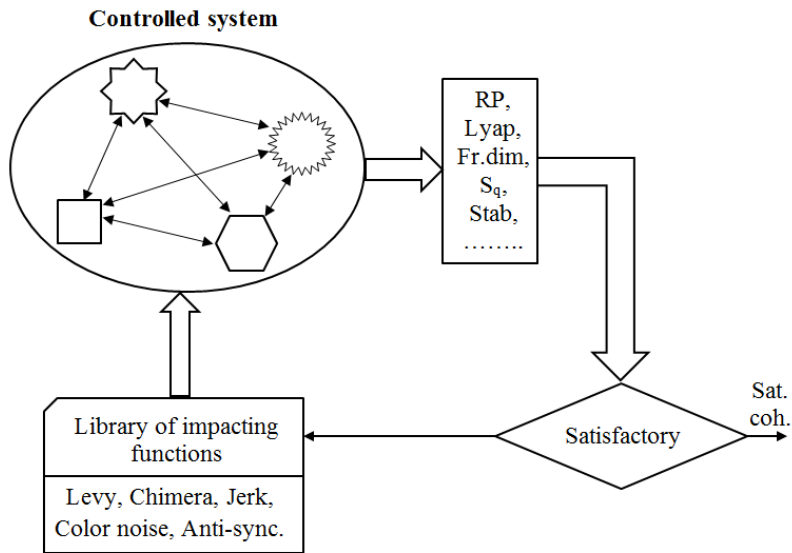 Controlled system
RP,
Lyap,
Fr.dim,
Sq,
Stab,
........
Sat.
coh.
Satisfactory
Library of impacting
functions
Levy, Chimera, Jerk,
Color noise, Anti-sync.